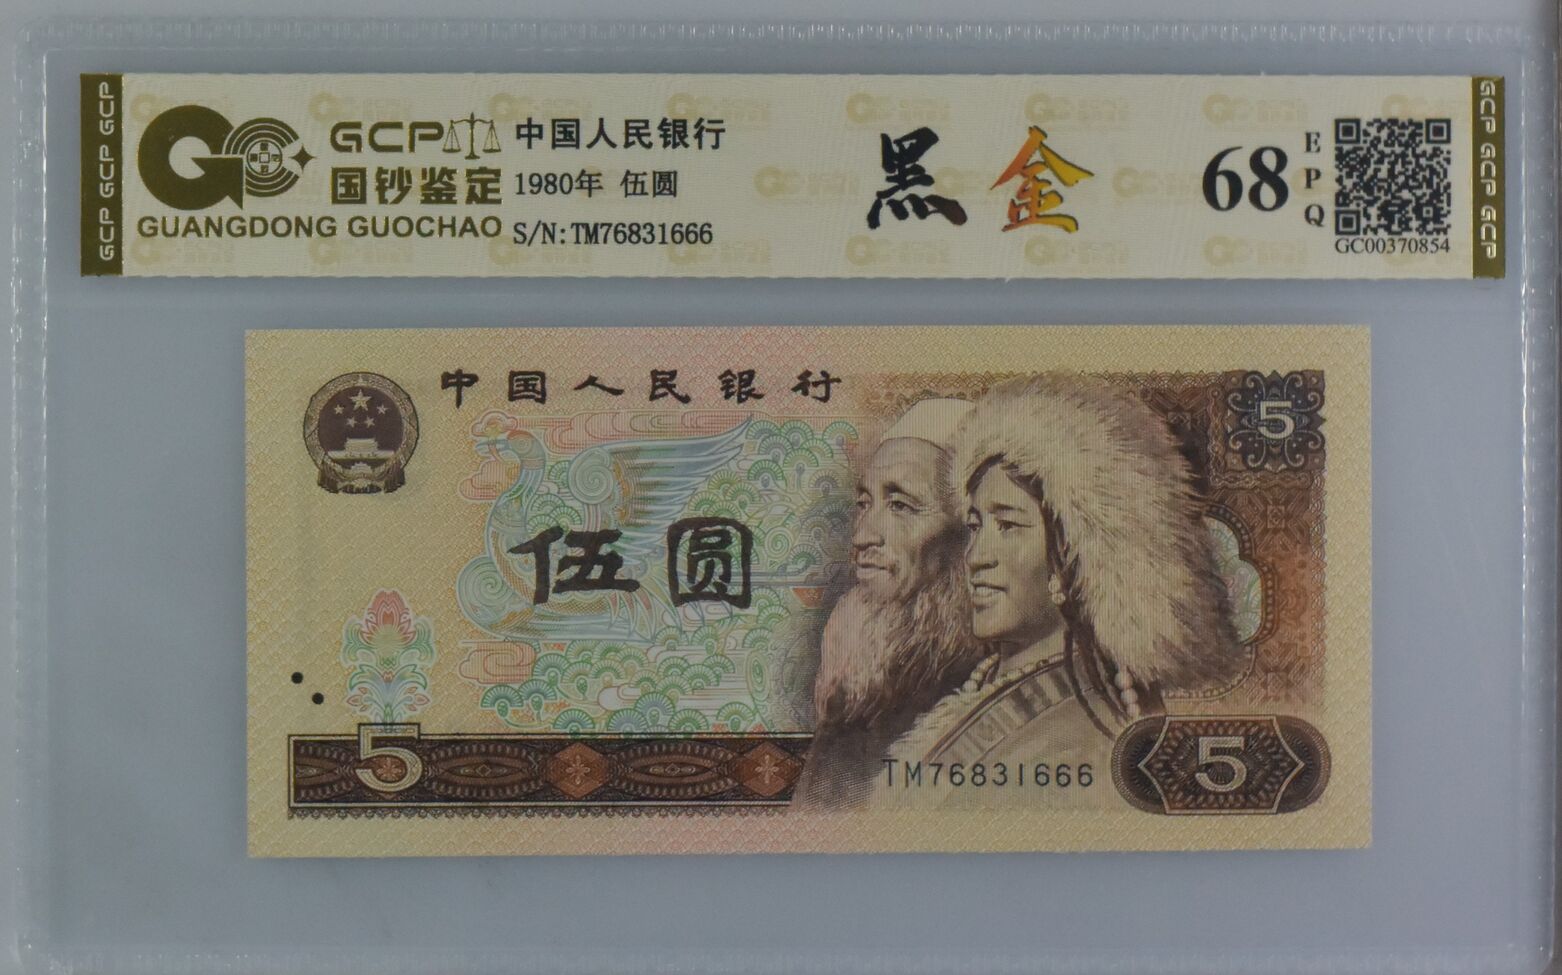 GCP GCP GCP
GCP
国钞鉴定
GUANGDONG GUOCHAO
中国人民银行
1980年 伍圆
S/N:TM76831666
黑金
68
EPQ
GC00370854
GCP GCP GCP
中国人民银行
5
伍圆
5
TM76831666
5